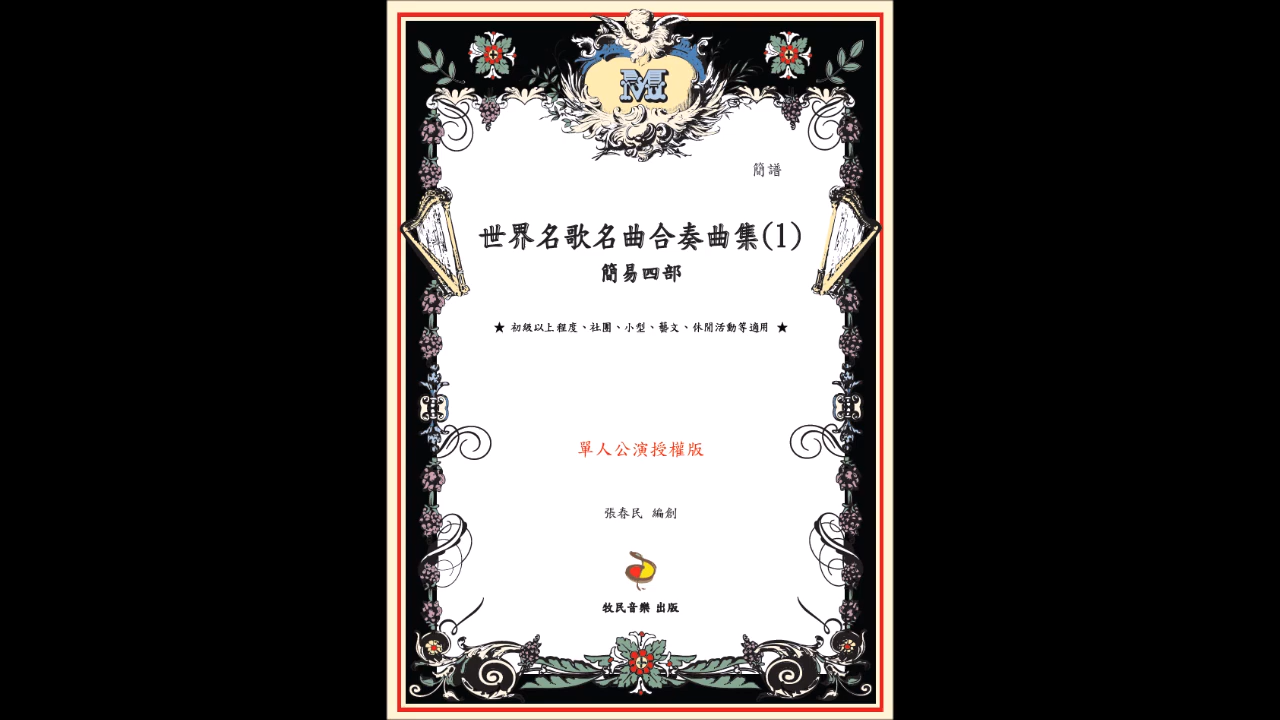 M
簡譜
世界名歌名曲合奏曲集(1)
簡易四部
★ 初級以上程度、社團、小型、藝文、休閒活動等適用 ★
單人公演授權版
張春民 編創
牧民音樂 出版